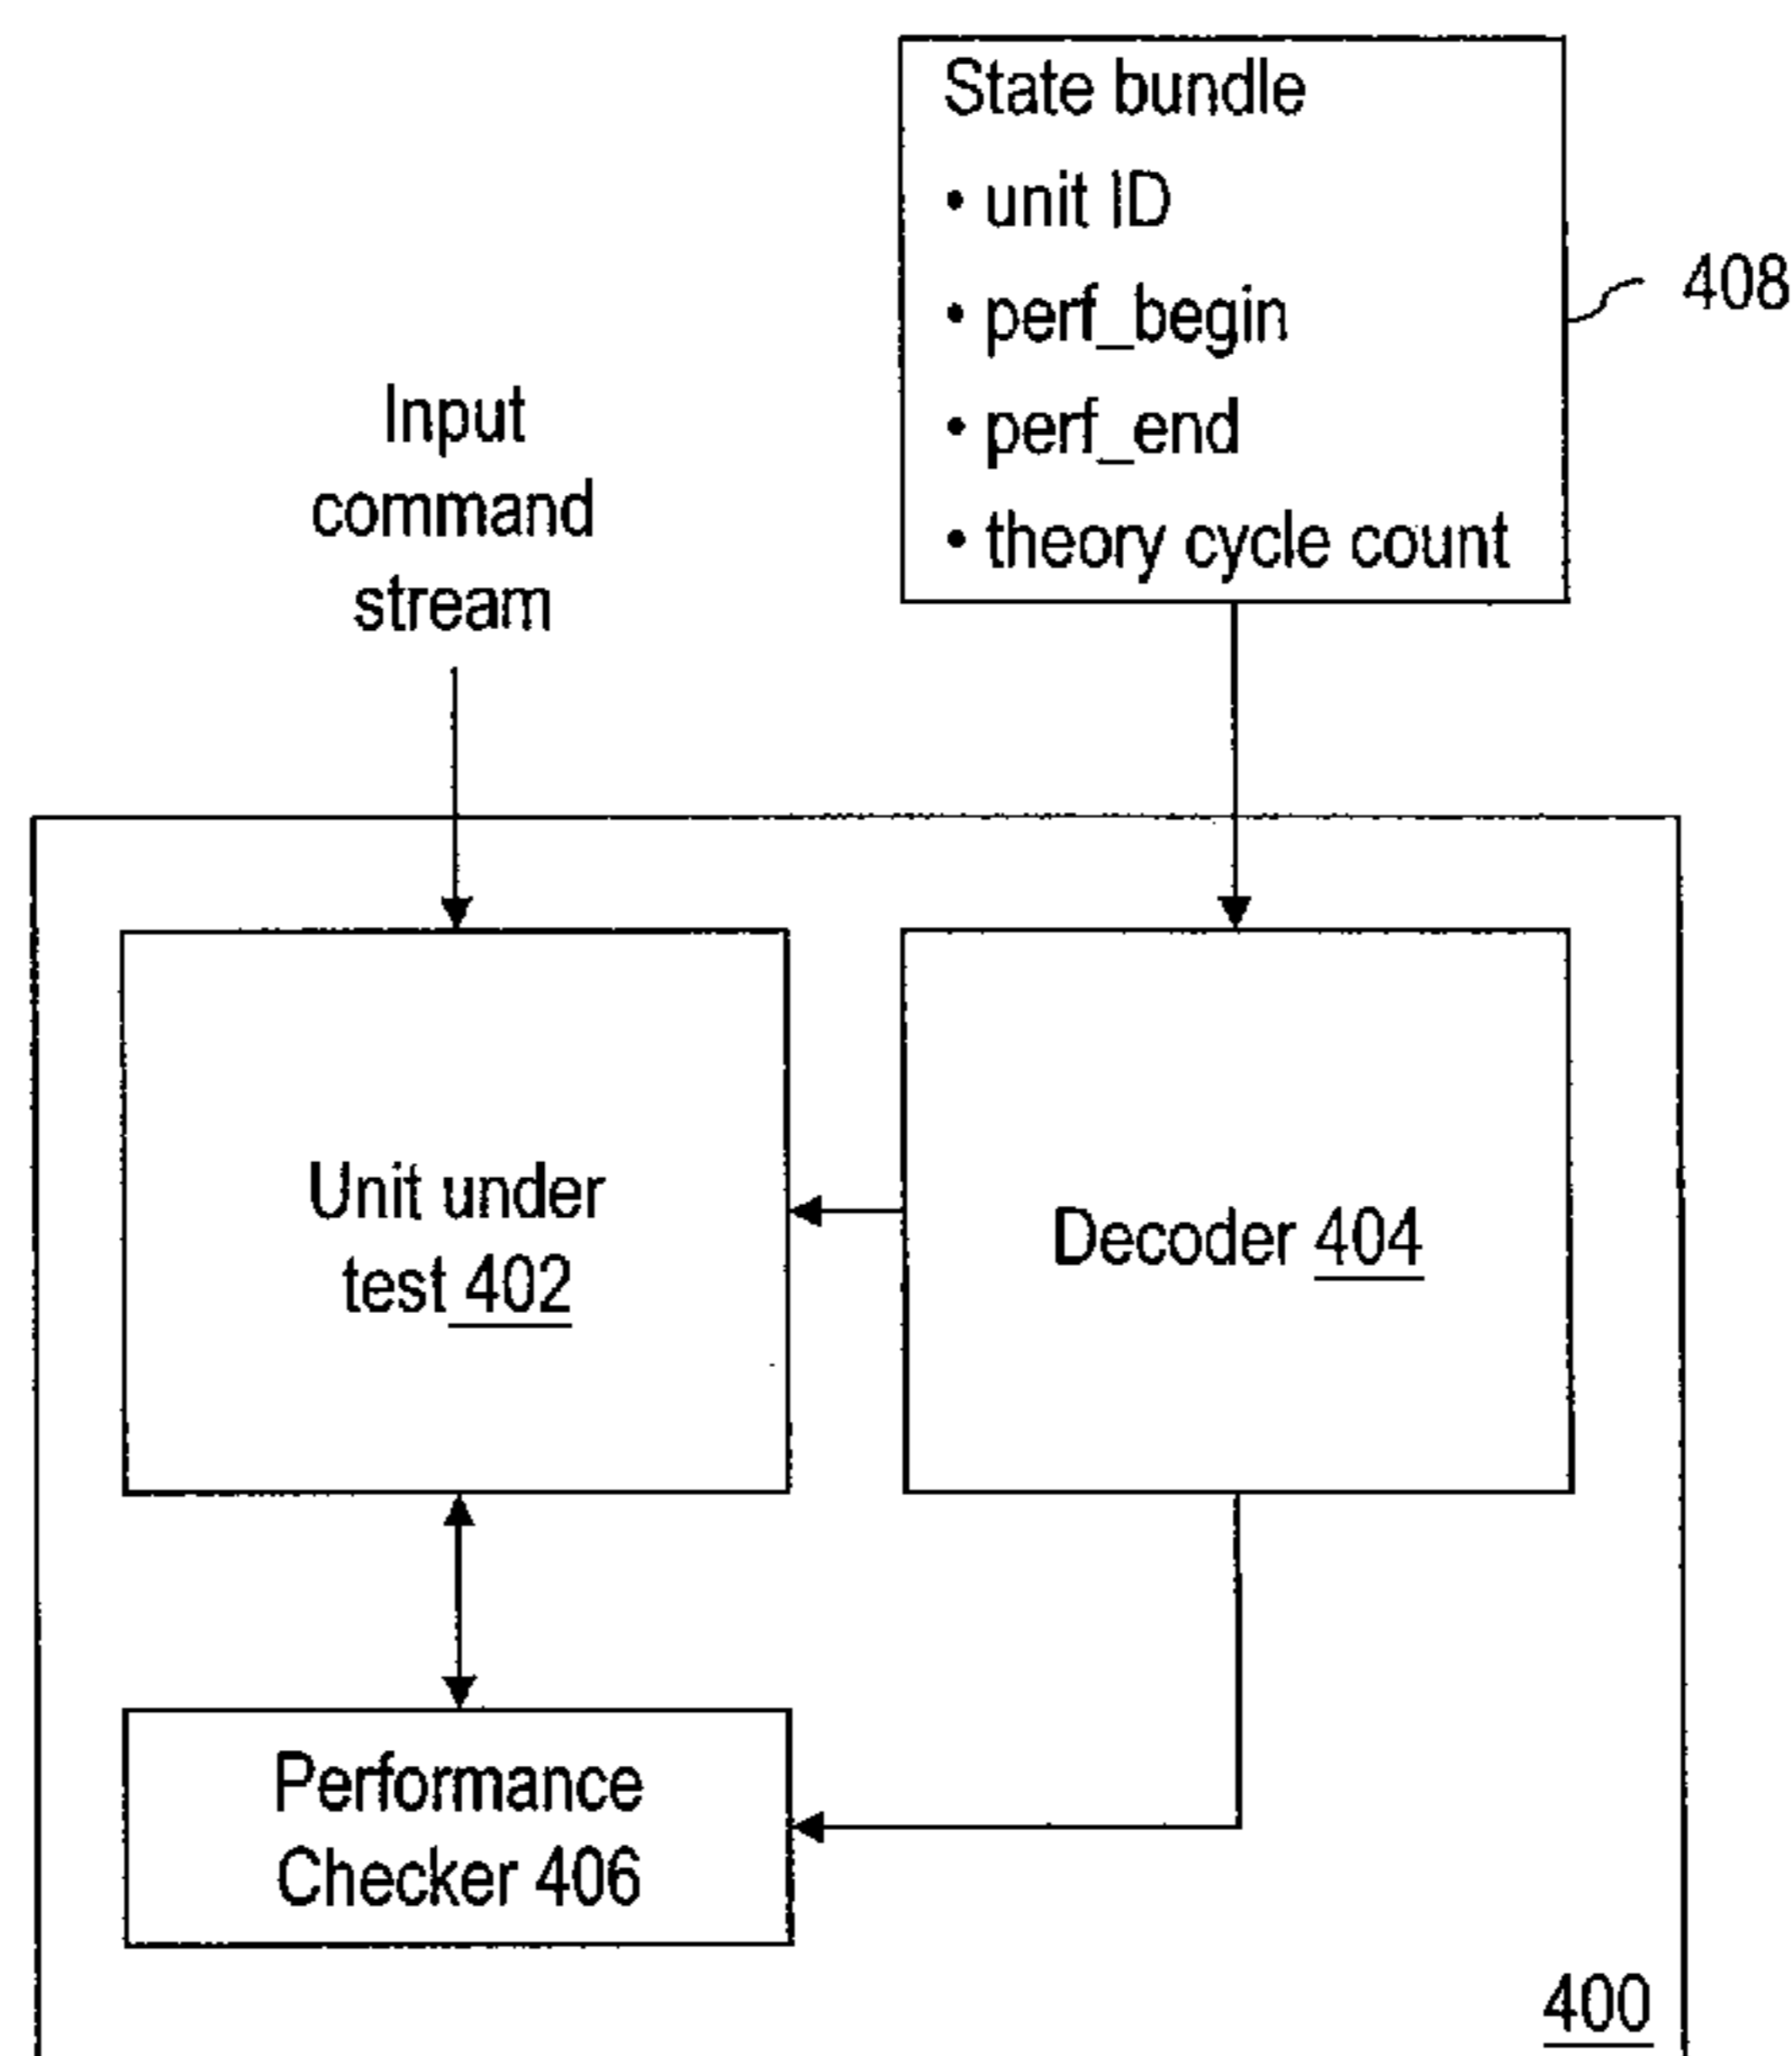 State bundle
• unit ID
• perf_begin
• perf_end
• theory cycle count
408
Input
command
stream
Unit under
test 402
Decoder 404
Performance
Checker 406
400